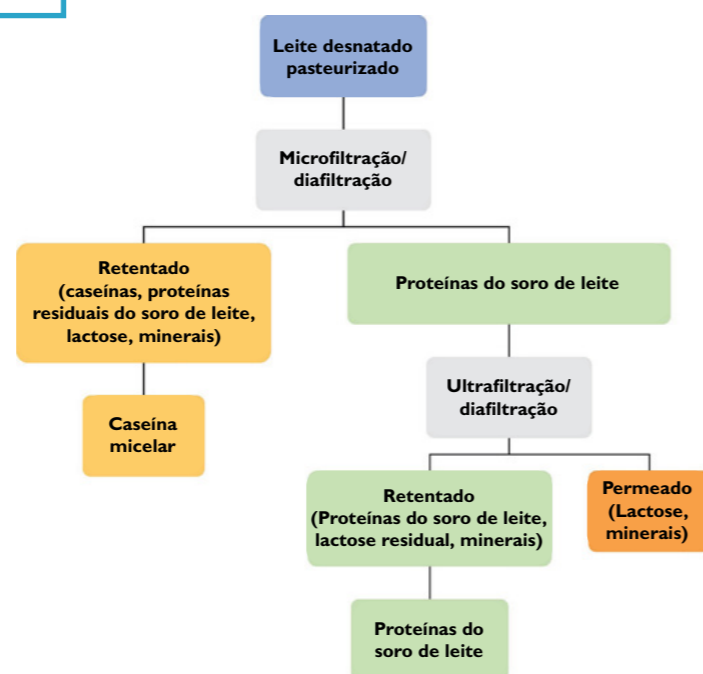 Leite desnatado
pasteurizado
Microfiltração/
diafiltração
Retentado
(caseínas, proteínas
residuais do soro de leite,
lactose, minerais)
Proteínas do soro de leite
Caseína
micelar
Ultrafiltração/
diafiltração
Retentado
(Proteínas do soro de leite,
lactose residual, minerais)
Permeado
(Lactose,
minerais)
Proteínas do
soro de leite